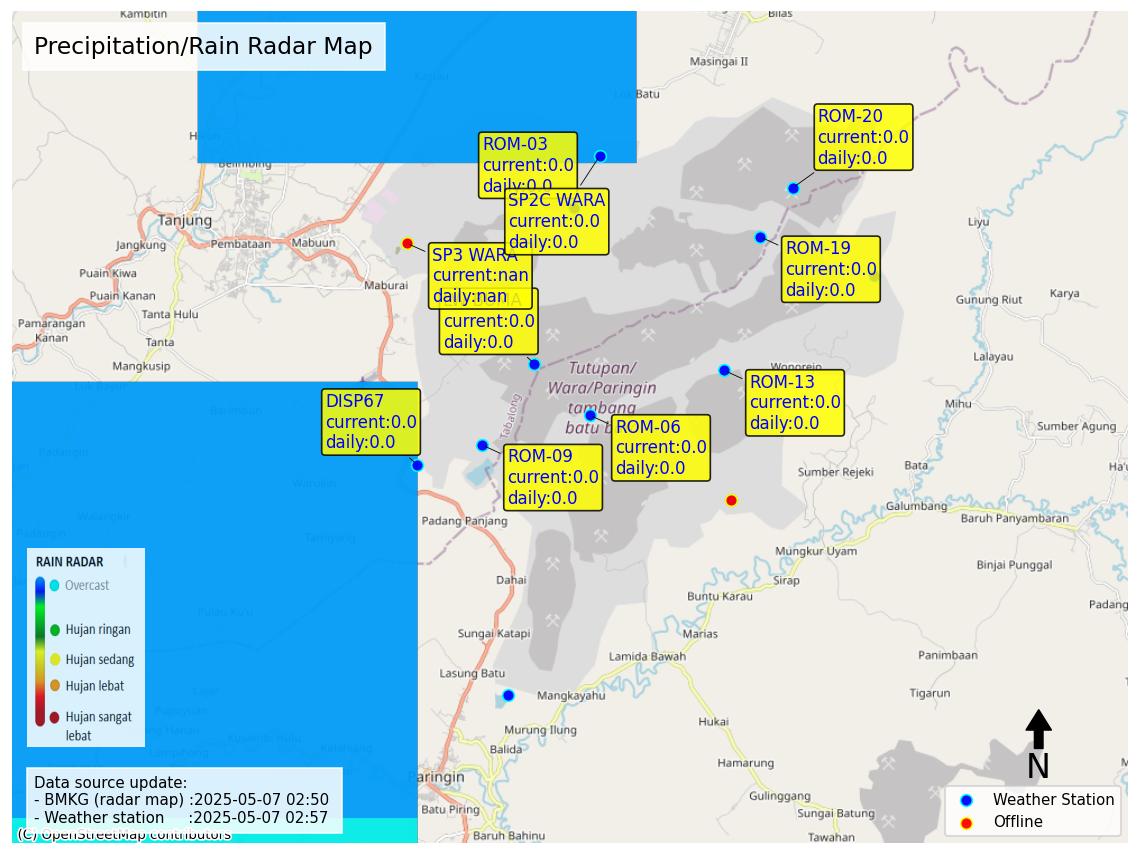 Kambitin
Bilas
Precipitation/Rain Radar Map
Masingai II
Kapau
Lok Batu
ROM-20
current:0.0
daily:0.0
ROM-03
current:0.0
daily:0.0
Belimbing
SP2C WARA
current:0.0
daily:0.0
Tanjung
Liyu
Jangkung
Pembataan
Mabuun
ROM-19
current:0.0
daily:0.0
SP3 WARA
current:nan
daily:nan
Puain Kiwa
Maburai
Puain Kanan
Gunung Riut
Karya
current:0.0
daily:0.0
Tanta Hulu
Pamarangan
Kanan
Tanta
Lalayau
Mangkusip
Wonorejo
Tutupan/
Wara/Paringin
tambang
batu b
ROM-13
current:0.0
daily:0.0
Barimbun
DISP67
current:0.0
daily:0.0
Tabalong
Mihu
ROM-06
current:0.0
daily:0.0
Sumber Agung
Padangin
ROM-09
current:0.0
daily:0.0
Bata
Ha'u
Sumber Rejeki
Warukin
Galumbang
Walangkir
Padang Panjang
Baruh Panyambaran
Padangin
Tamiyang
Mungkur Uyam
RAIN RADAR
Overcast
Hujan ringan
Hujan sedang
Hujan lebat
Hujan sangat
lebat
Binjai Punggal
Dahai
Sirap
Buntu Karau
Padang
Pulau Ku'u
Sungai Katapi
Marias
Lamida Bawah
Panimbaan
Lasung Batu
Mangkayahu
Tigarun
Hukai
Murung Ilung
Balida
Hamarung
N
Data source update:
- BMKG (radar map) :2025-05-07 02:50
- Weather station :2025-05-07 02:57
Paringin
Gulinggang
Batu Piring
Sungai Batung
Weather Station
Offline
(C) OpenStreetMap contributors
Baruh Bahinu
Tawahan